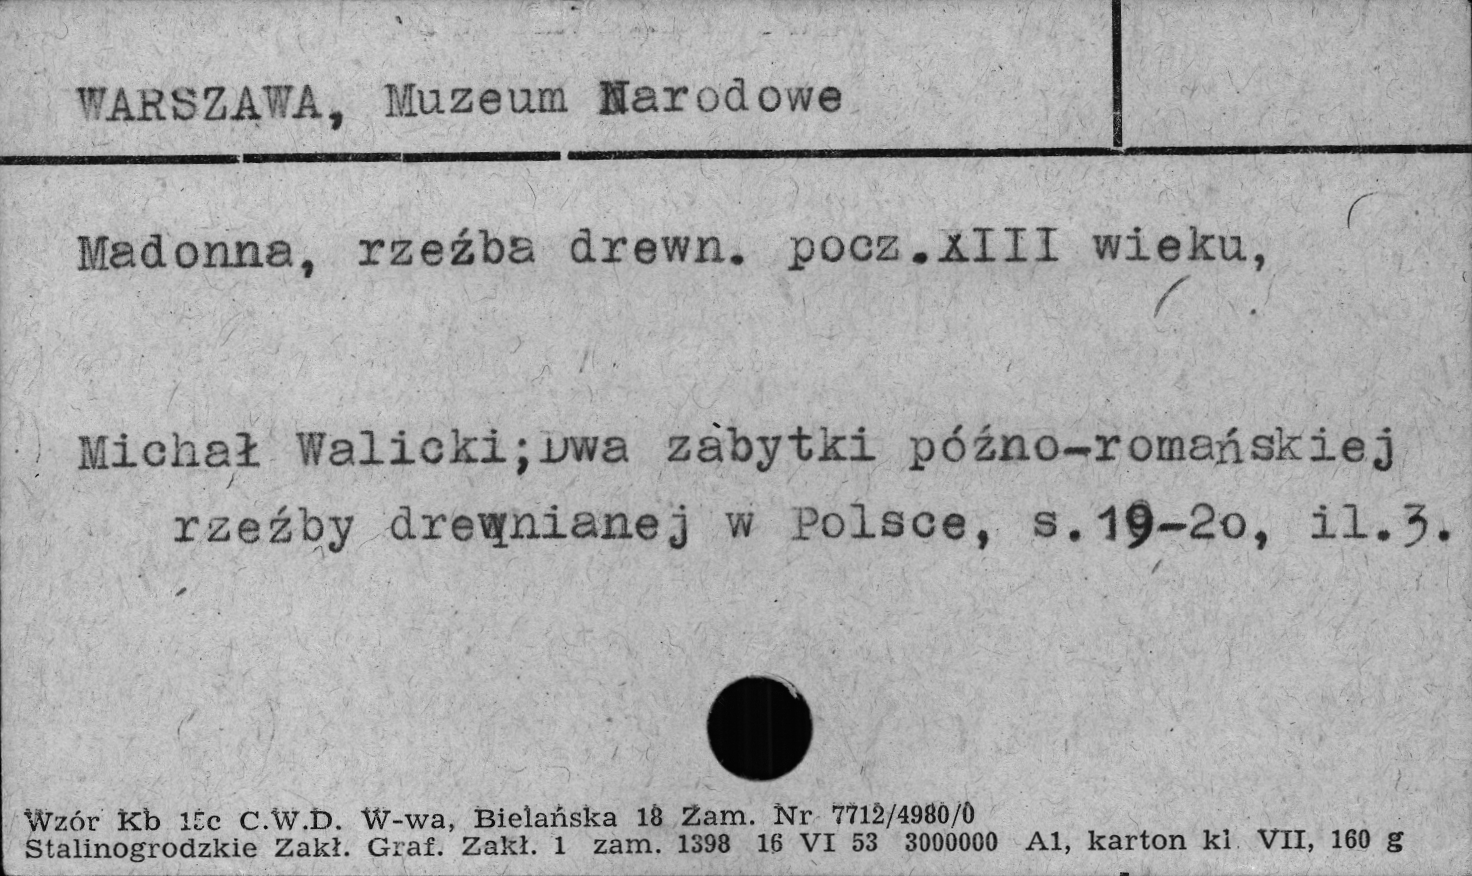 WARSZAWA, Muzeum Narodowe
Madonna, rzeźba drewn. pocz.XIII wieku,
Michał Walicki;Dwa zabytki późno-romańskiej
rzeźby drewnianej w Polsce, s.19-2o, il.3.
Wzór Kb 15c C.W.D. W-wa, Bielańska 18 Zam. Nr 7712/4980/0
Stalinogrodzkie Zakł. Graf. Zakł. 1 zam. 1398 16 VI 53 3000000 A1, karton kl VII, 160 g